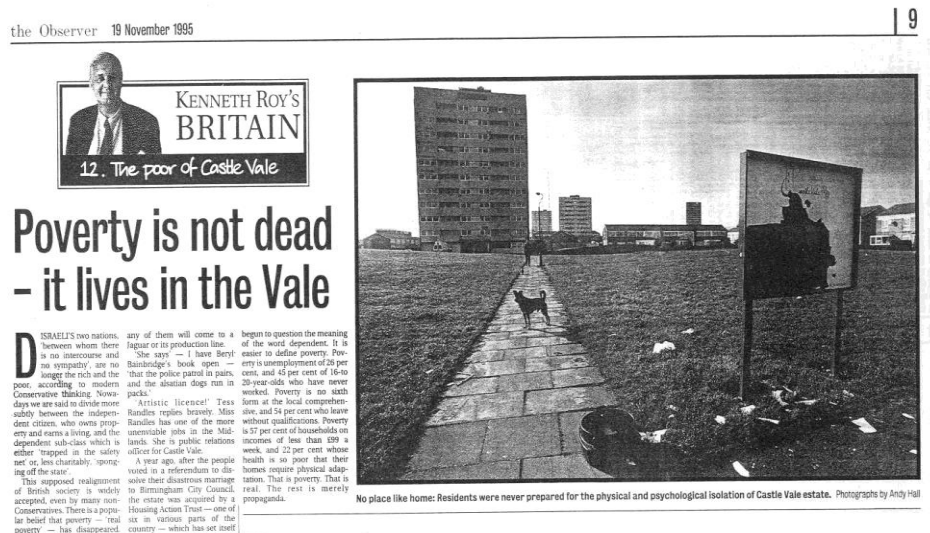 the Observer 19 November 1995
9
KENNETH ROY'S
BRITAIN
12. The poor of Castle Vale
Poverty is not dead
– it lives in the Vale
DISRAELI'S two nations,
'between whom there
is no intercourse and
no sympathy', are no
longer the rich and the
poor, according to modern
Conservative thinking. Nowa-
days we are said to divide more
subtly between the indepen-
dent citizen, who owns prop-
erty and earns a living, and the
dependent sub-class which is
either 'trapped in the safety
net' or, less charitably, 'spong-
ing off the state'.
This supposed realignment
of British society is widely
accepted, even by many non-
Conservatives. There is a popu-
lar belief that poverty — 'real
poverty' — has disappeared.
any of them will come to a
Jaguar or its production line.
'She says' — I have Beryl
Bainbridge's book open —
'that the police patrol in pairs,
and the alsatian dogs run in
packs.'
'Artistic licence!' Tess
Randles replies bravely. Miss
Randles has one of the more
unenviable jobs in the Mid-
lands. She is public relations
officer for Castle Vale.
A year ago, after the people
voted in a referendum to dis-
solve their disastrous marriage
to Birmingham City Council,
the estate was acquired by a
Housing Action Trust — one of
six in various parts of the
country — which has set itself
begun to question the meaning
of the word dependent. It is
easier to define poverty. Pov-
erty is unemployment of 26 per
cent, and 45 per cent of 16-to
20-year-olds who have never
worked. Poverty is no sixth
form at the local comprehen-
sive, and 54 per cent who leave
without qualifications. Poverty
is 57 per cent of households on
incomes of less than £99 a
week, and 22 per cent whose
health is so poor that their
homes require physical adap-
tation. That is poverty. That is
real. The rest is merely
propaganda.
No place like home: Residents were never prepared for the physical and psychological isolation of Castle Vale estate. Photographs by Andy Hall